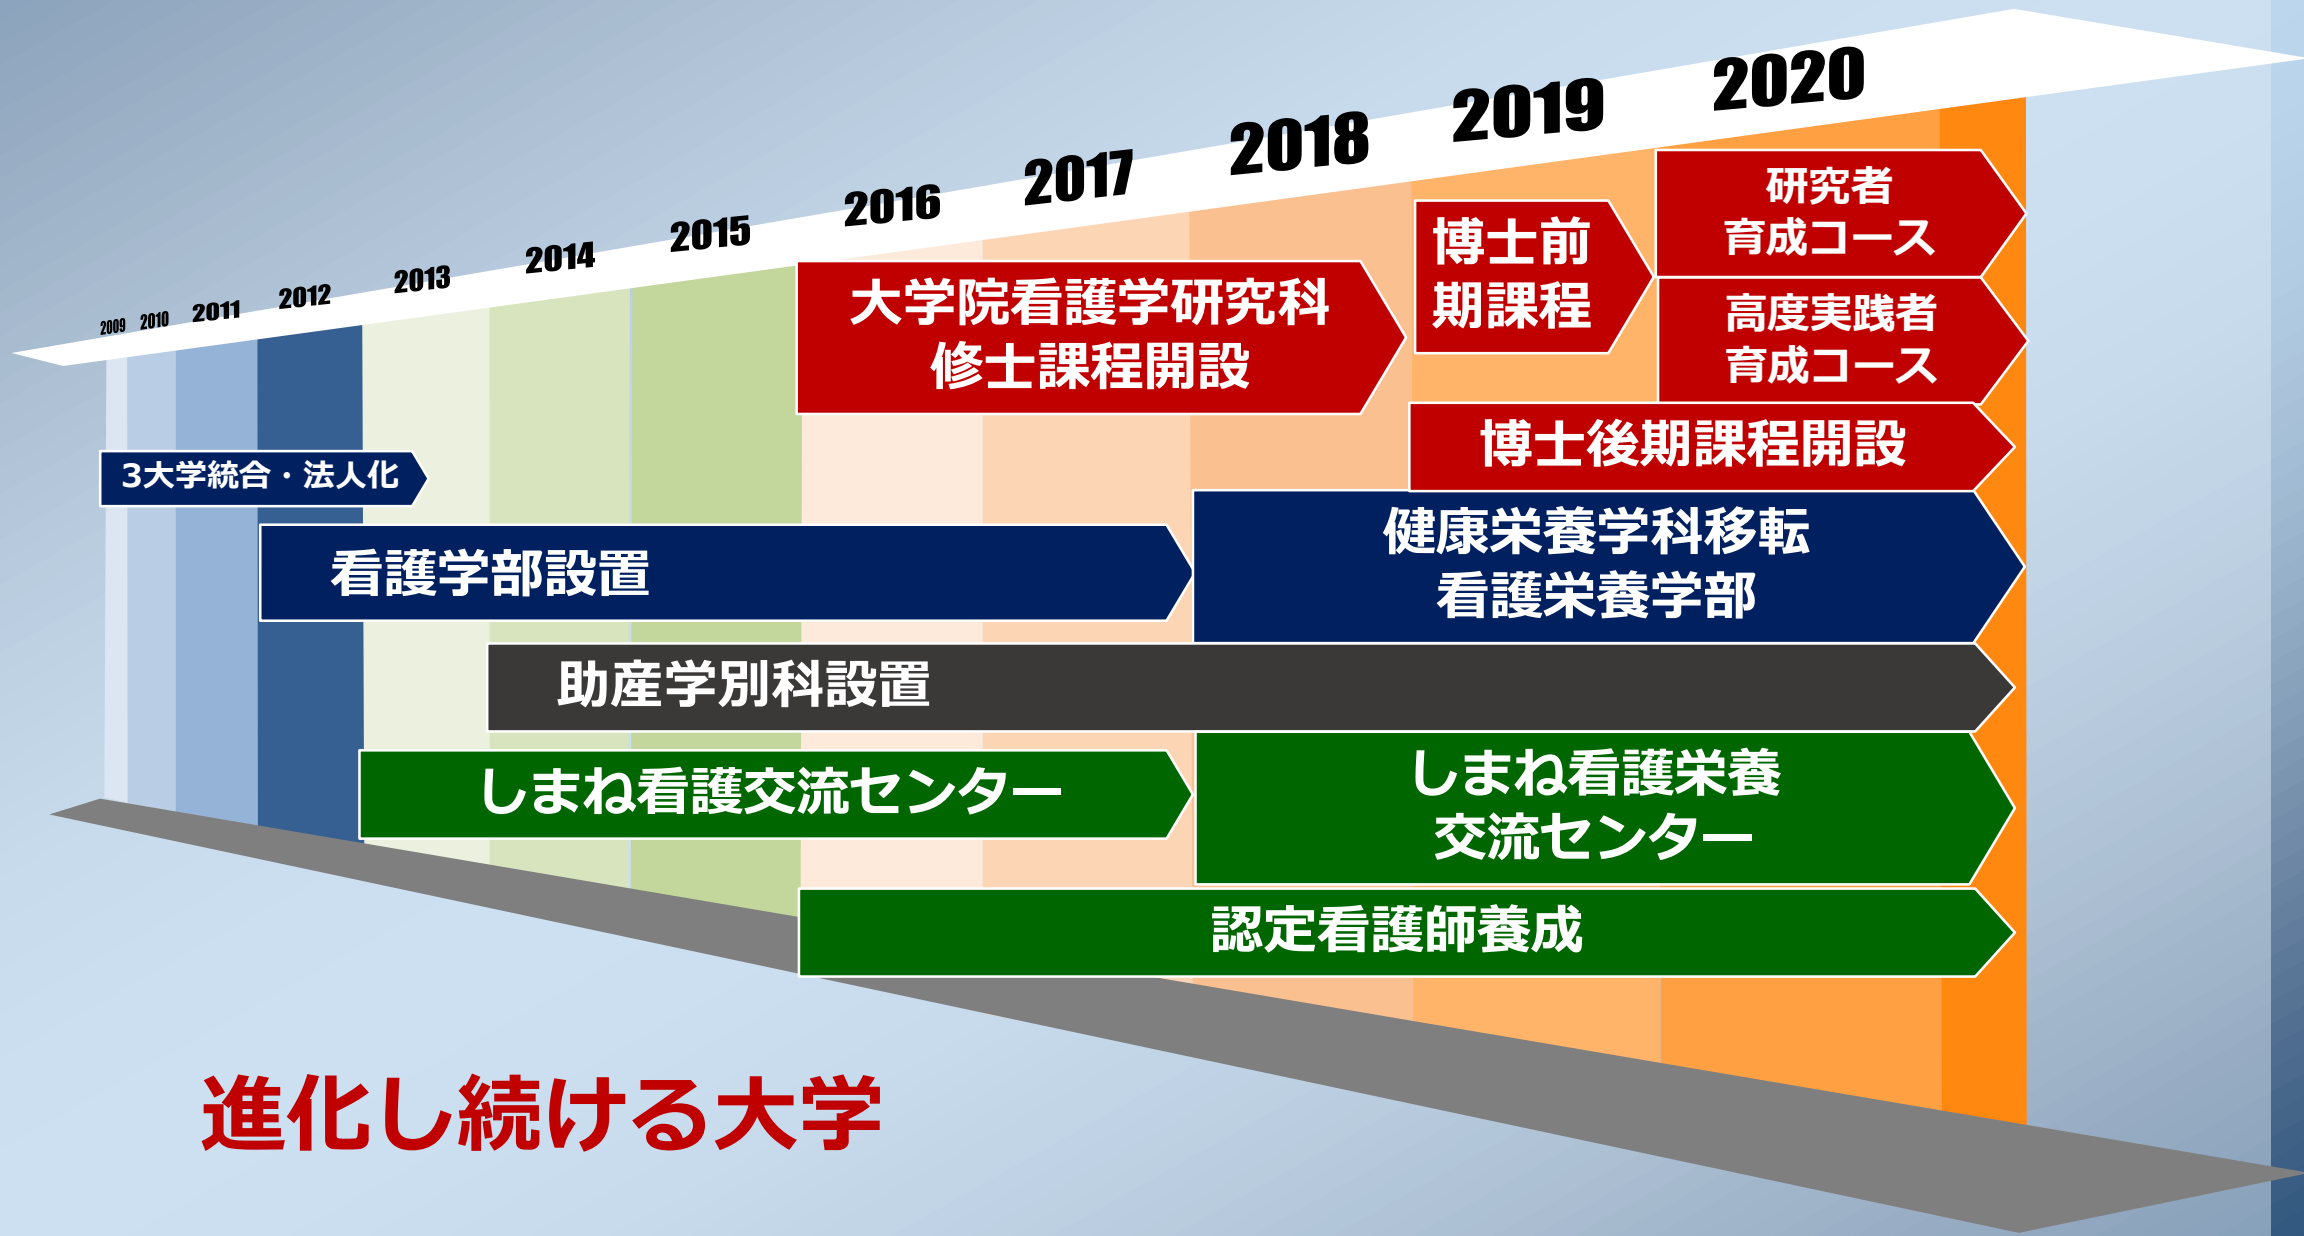 2009
2010
2011
2012
2013
2014
2015
2016
2017
2018
2019
2020
研究者
育成コース
博士前
期課程
大学院看護学研究科
修士課程開設
高度実践者
育成コース
博士後期課程開設
3大学統合・法人化
健康栄養学科移転
看護栄養学部
看護学部設置
助産学別科設置
しまね看護交流センター
しまね看護栄養
交流センター
認定看護師養成
進化し続ける大学